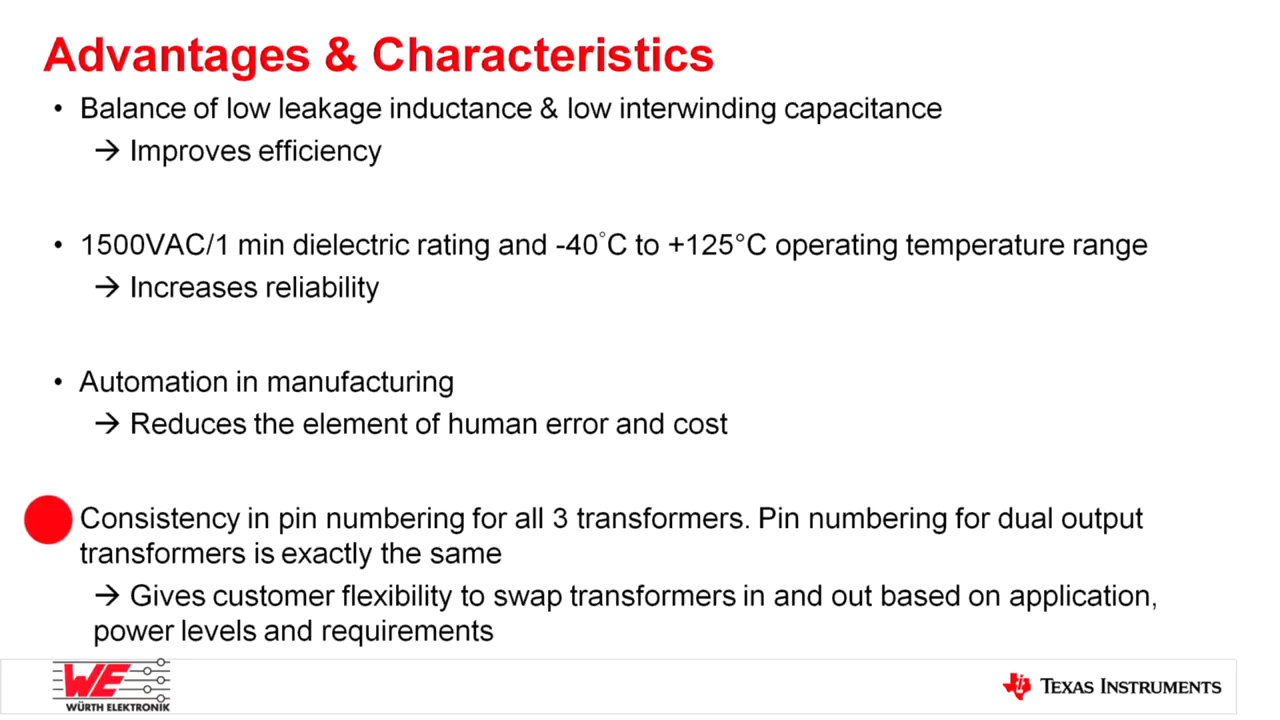 Advantages & Characteristics
• Balance of low leakage inductance & low interwinding capacitance
→ Improves efficiency
• 1500VAC/1 min dielectric rating and -40°C to +125°C operating temperature range
→ Increases reliability
• Automation in manufacturing
→ Reduces the element of human error and cost
Consistency in pin numbering for all 3 transformers. Pin numbering for dual output
transformers is exactly the same
→ Gives customer flexibility to swap transformers in and out based on application,
power levels and requirements
WE
WÜRTH ELEKTRONIK
TEXAS INSTRUMENTS